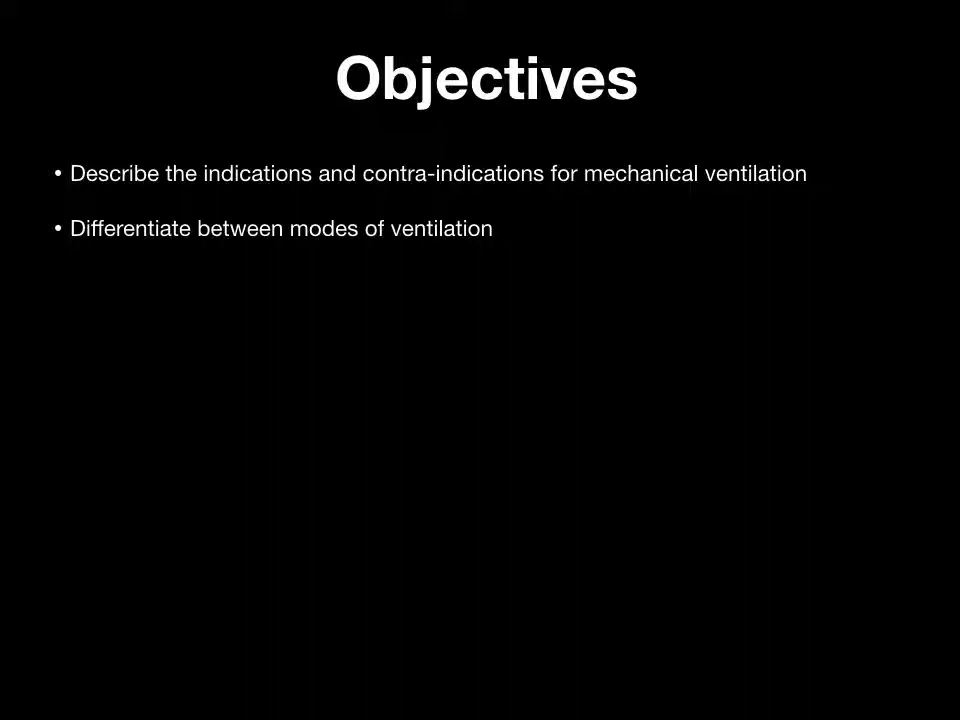 Objectives
• Describe the indications and contra-indications for mechanical ventilation
• Differentiate between modes of ventilation